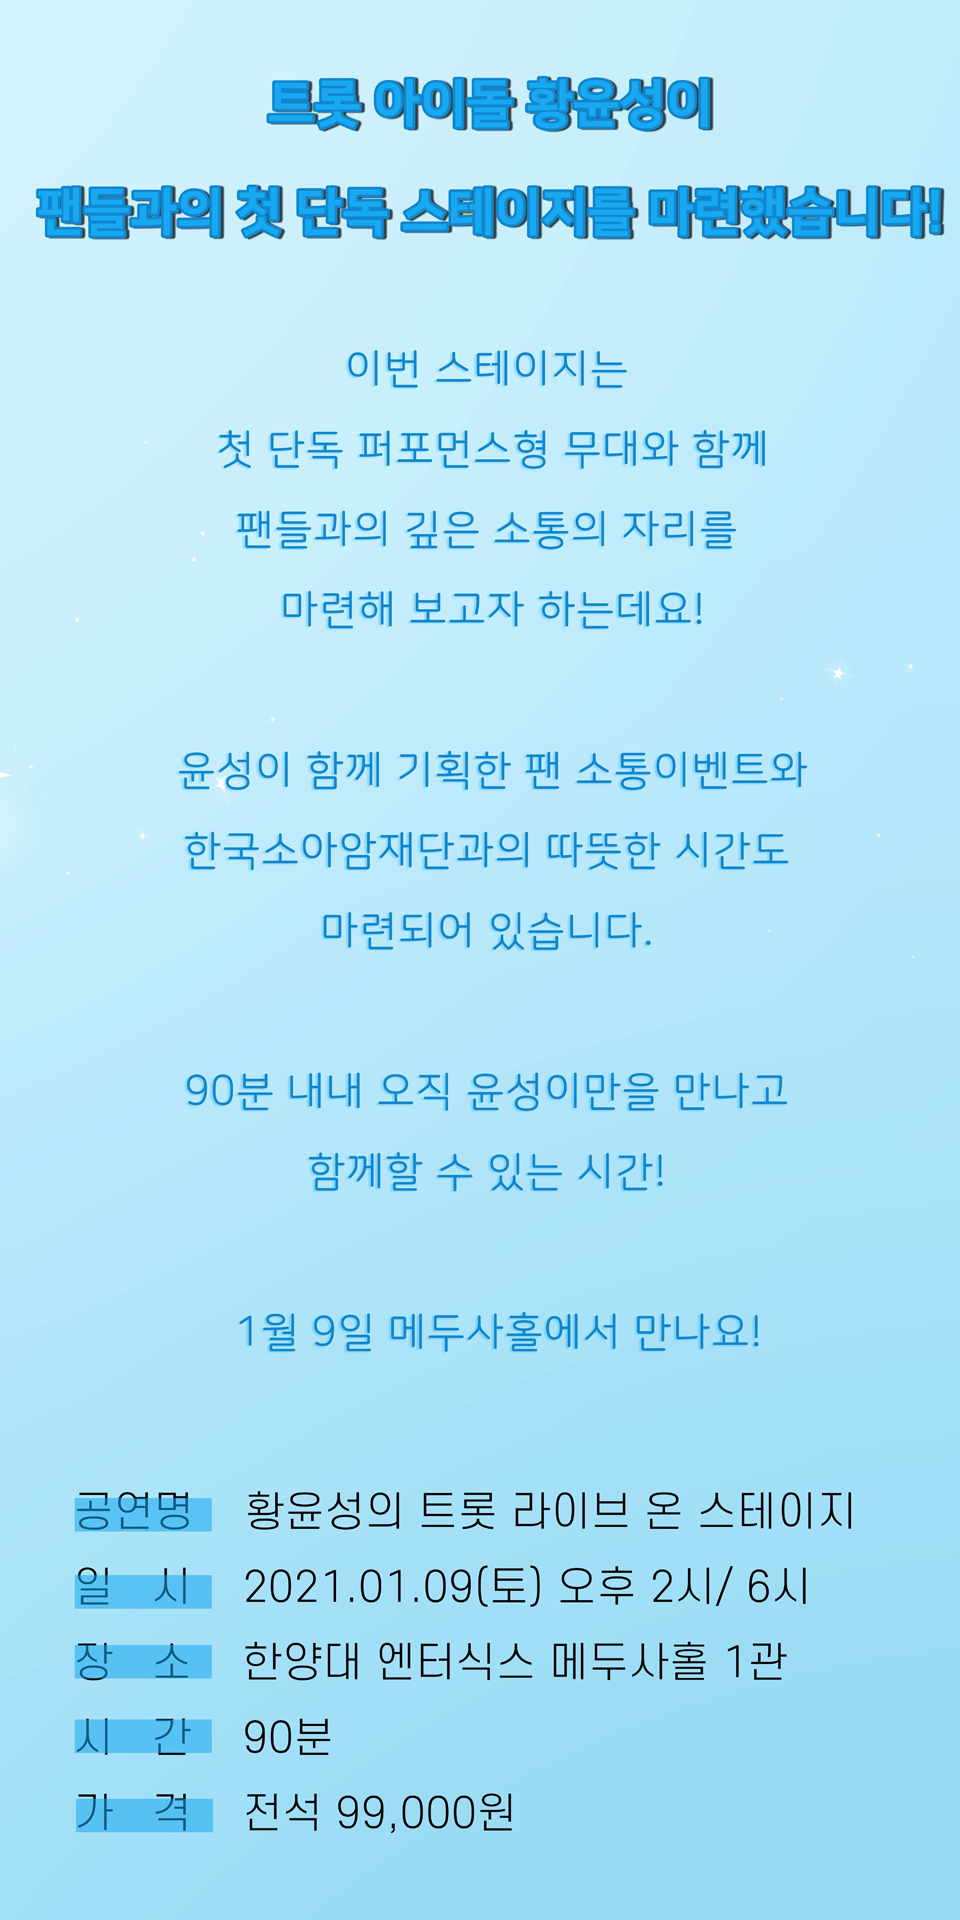 트롯 아이돌 황윤성이
팬들과의 첫 단독 스테이지를 마련했습니다!
이번 스테이지는
첫 단독 퍼포먼스형 무대와 함께
팬들과의 깊은 소통의 자리를
마련해 보고자 하는데요!
윤성이 함께 기획한 팬 소통이벤트와
한국소아암재단과의 따뜻한 시간도
마련되어 있습니다.
90분 내내 오직 윤성이만을 만나고
함께할 수 있는 시간!
1월 9일 메두사홀에서 만나요!
공연명 황윤성의 트롯 라이브 온 스테이지
일 시 2021.01.09(토) 오후 2시/ 6시
장 소 한양대 엔터식스 메두사홀 1관
시 간 90분
가 격 전석 99,000원